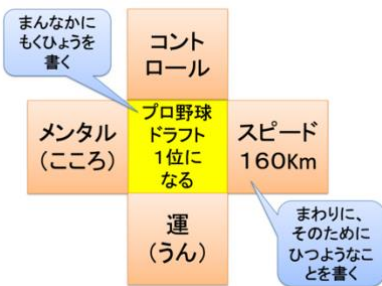 まんなかに
もくひょうを
書く
コント
ロール
メンタル
(こころ)
プロ野球
ドラフト
1位に
なる
スピード
160Km
運
(うん)
まわりに、
そのために
ひつようなこ
とを書く